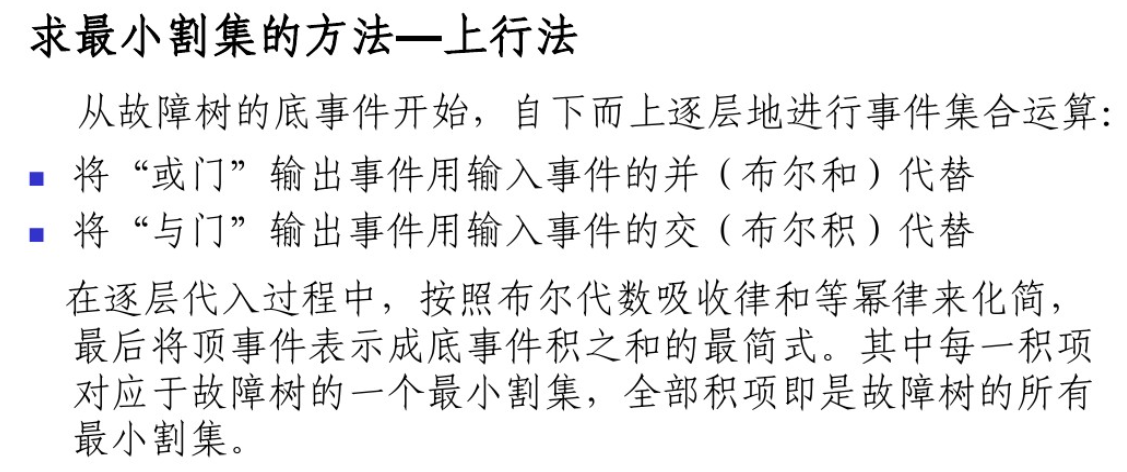 求最小割集的方法—上行法
从故障树的底事件开始，自下而上逐层地进行事件集合运算：
■ 将“或门”输出事件用输入事件的并（布尔和）代替
■ 将“与门”输出事件用输入事件的交（布尔积）代替
在逐层代入过程中，按照布尔代数吸收律和等幂律来化简，
最后将顶事件表示成底事件积之和的最简式。其中每一积项
对应于故障树的一个最小割集，全部积项即是故障树的所有
最小割集。